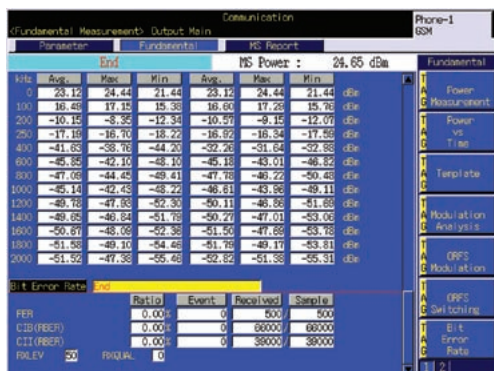 Communication
Phone-1
<Fundamental Measurement> Output Main
GSM
Parameter Fundamental MS Report
End MS Power : 24.65 dBm
Fundamental
kHz Avg. Max Min Avg. Max Min
0 23.12 24.44 21.44 23.12 24.44 21.44 dBm
100 16.49 17.15 15.38 16.60 17.29 15.76 dBm
200 -10.15 -8.35 -12.34 -10.57 -9.15 -12.07 dBm
250 -17.19 -16.70 -18.22 -16.92 -16.34 -17.59 dBm
400 -41.63 -38.76 -44.20 -32.26 -31.64 -32.98 dBm
600 -45.85 -42.10 -48.10 -45.18 -43.01 -46.82 dBm
800 -47.09 -44.45 -49.41 -47.78 -46.22 -50.48 dBm
1000 -45.14 -42.43 -48.22 -46.61 -43.96 -49.11 dBm
1200 -49.78 -47.93 -52.30 -50.11 -46.86 -51.69 dBm
1400 -49.65 -46.84 -51.79 -50.27 -47.01 -53.06 dBm
1600 -50.67 -48.09 -52.36 -51.50 -47.69 -53.78 dBm
1800 -51.58 -49.10 -54.46 -51.79 -49.17 -53.81 dBm
2000 -51.52 -47.38 -55.46 -52.82 -51.38 -55.31 dBm
TAG Power Measurement
TAG Power vs Time
TAG Template
TAG Modulation Analysis
TAG ORFS Modulation
TAG ORFS Switching
TAG Bit Error Rate
Bit Error Rate End
Ratio Event Received Sample
FER 0.00% 0 500/ 500
CIB(RBER) 0.00% 0 66000/ 66000
CII(RBER) 0.00% 0 39000/ 39000
RXLEV 50 RXQUAL 0
1 2